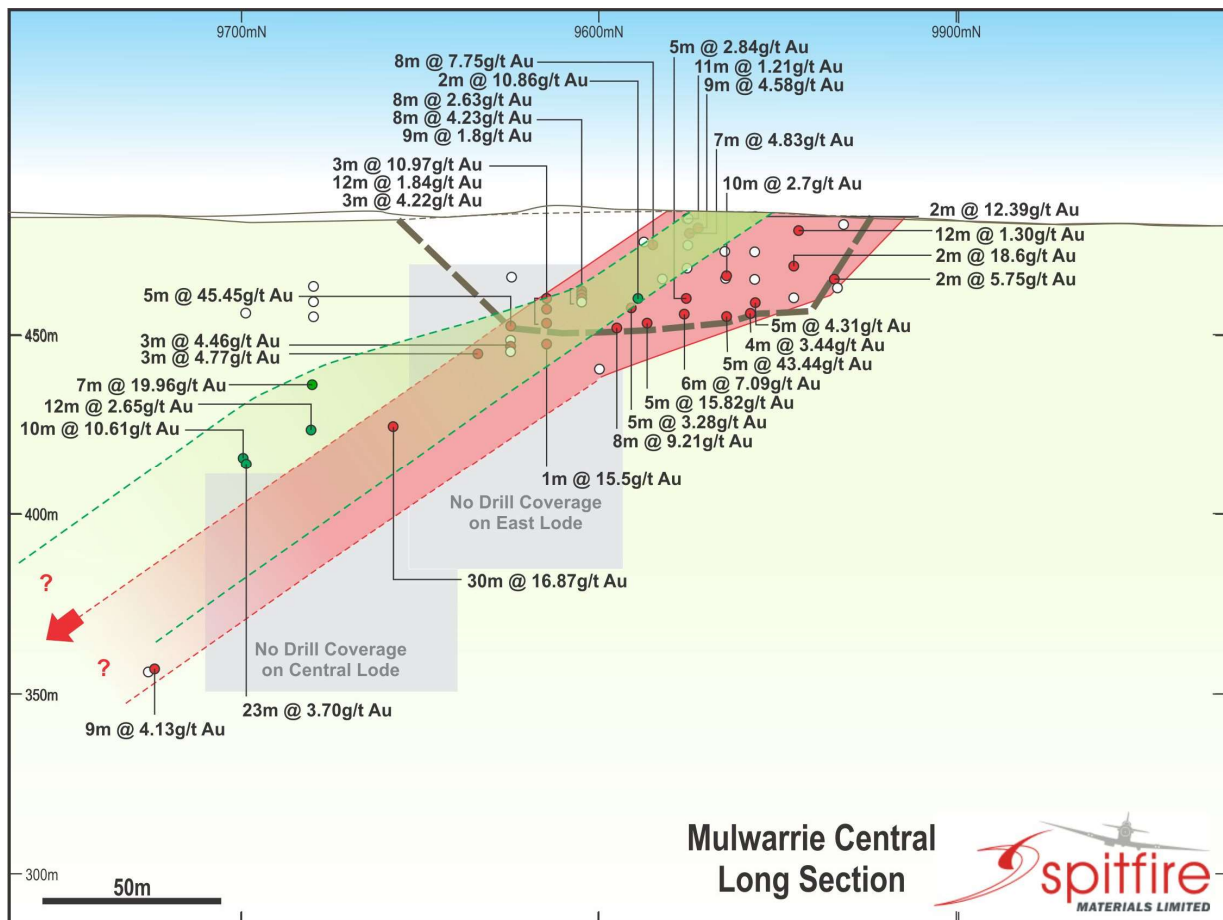 9700mN
9600mN
9900mN
8m @ 7.75g/t Au
2m @ 10.86g/t Au
8m @ 2.63g/t Au
8m @ 4.23g/t Au
9m @ 1.8g/t Au
5m @ 2.84g/t Au
11m @ 1.21g/t Au
9m @ 4.58g/t Au
7m @ 4.83g/t Au
10m @ 2.7g/t Au
3m @ 10.97g/t Au
12m @ 1.84g/t Au
3m @ 4.22g/t Au
2m @ 12.39g/t Au
12m @ 1.30g/t Au
2m @ 18.6g/t Au
2m @ 5.75g/t Au
5m @ 45.45g/t Au
450m
3m @ 4.46g/t Au
3m @ 4.77g/t Au
7m @ 19.96g/t Au
12m @ 2.65g/t Au
10m @ 10.61g/t Au
5m @ 4.31g/t Au
4m @ 3.44g/t Au
5m @ 43.44g/t Au
6m @ 7.09g/t Au
5m @ 15.82g/t Au
5m @ 3.28g/t Au
8m @ 9.21g/t Au
1m @ 15.5g/t Au
No Drill Coverage
on East Lode
400m
30m @ 16.87g/t Au
?
?
No Drill Coverage
on Central Lode
350m
23m @ 3.70g/t Au
9m @ 4.13g/t Au
300m
50m
Mulwarrie Central
Long Section
spitfire
MATERIALS LIMITED